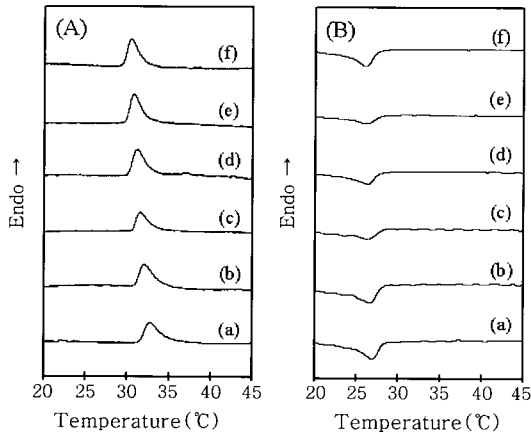 (A)
(f)
(e)
(d)
(c)
(b)
(a)
Endo →
20 25 30 35 40 45
Temperature(℃)
(B)
(f)
(e)
(d)
(c)
(b)
(a)
Endo →
20 25 30 35 40 45
Temperature(℃)